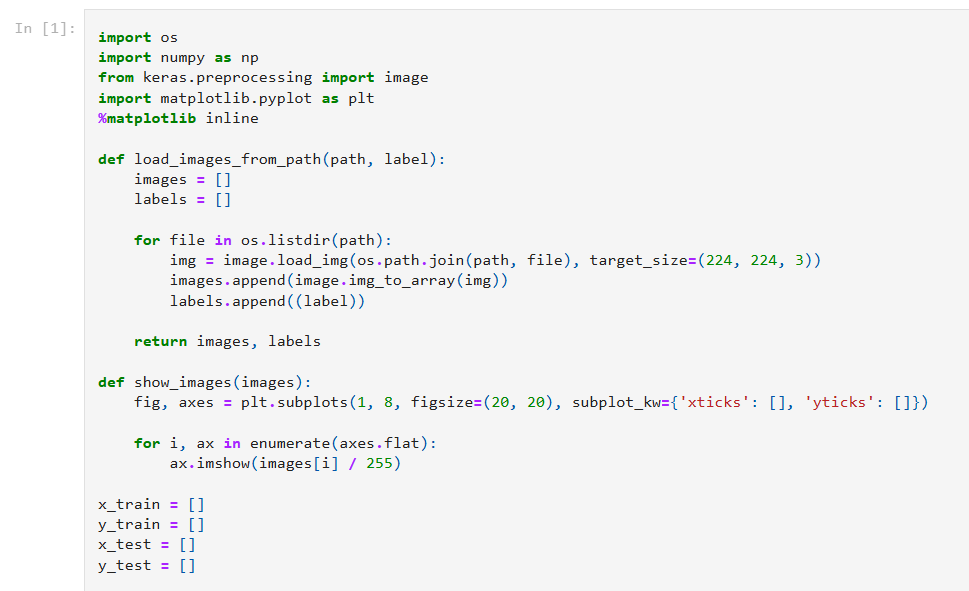 In [1]:
import os
import numpy as np
from keras.preprocessing import image
import matplotlib.pyplot as plt
%matplotlib inline

def load_images_from_path(path, label):
    images = []
    labels = []

    for file in os.listdir(path):
        img = image.load_img(os.path.join(path, file), target_size=(224, 224, 3))
        images.append(image.img_to_array(img))
        labels.append((label))

    return images, labels

def show_images(images):
    fig, axes = plt.subplots(1, 8, figsize=(20, 20), subplot_kw={'xticks': [], 'yticks': []})

    for i, ax in enumerate(axes.flat):
        ax.imshow(images[i] / 255)

x_train = []
y_train = []
x_test = []
y_test = []